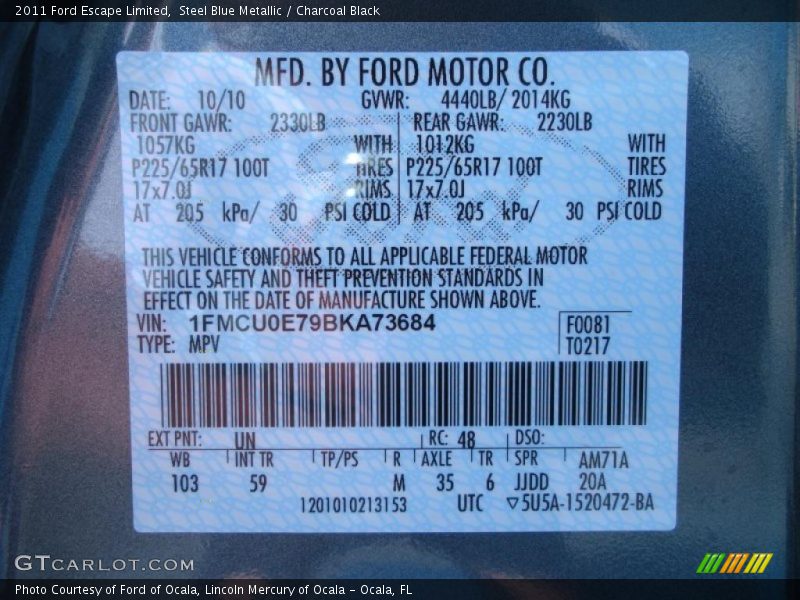 2011 Ford Escape Limited, Steel Blue Metallic / Charcoal Black
MFD. BY FORD MOTOR CO.
DATE: 10/10 GVWR: 4440LB/ 2014KG
FRONT GAWR: 2330LB REAR GAWR: 2230LB
1057KG WITH 1012KG WITH
P225/65R17 100T TIRES P225/65R17 100T TIRES
17x7.0J RIMS 17x7.0J RIMS
AT 205 kPa/ 30 PSI COLD AT 205 kPa/ 30 PSI COLD
THIS VEHICLE CONFORMS TO ALL APPLICABLE FEDERAL MOTOR
VEHICLE SAFETY AND THEFT PREVENTION STANDARDS IN
EFFECT ON THE DATE OF MANUFACTURE SHOWN ABOVE.
VIN: 1FMCU0E79BKA73684 F0081
TYPE: MPV T0217
EXT PNT: UN RC: 48 DSO:
WB INT TR TP/PS R AXLE TR SPR AM71A
103 59 M 35 6 JJDD 20A
1201010213153 UTC ▽5U5A-1520472-BA
GTCARLOT.COM
Photo Courtesy of Ford of Ocala, Lincoln Mercury of Ocala – Ocala, FL